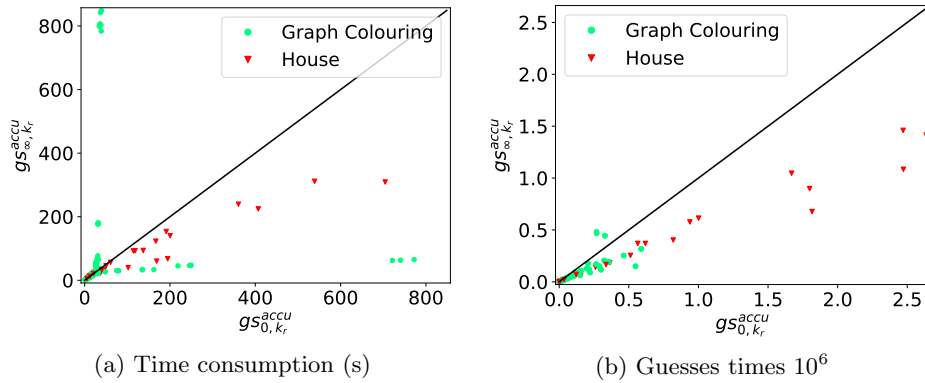 800
600
400
200
0
gs^{accu}_{∞,k_r}
Graph Colouring
House
0 200 400 600 800
gs^{accu}_{0,k_r}
(a) Time consumption (s)
2.5
2.0
1.5
1.0
0.5
0.0
gs^{accu}_{∞,k_r}
Graph Colouring
House
0.0 0.5 1.0 1.5 2.0 2.5
gs^{accu}_{0,k_r}
(b) Guesses times 10^6